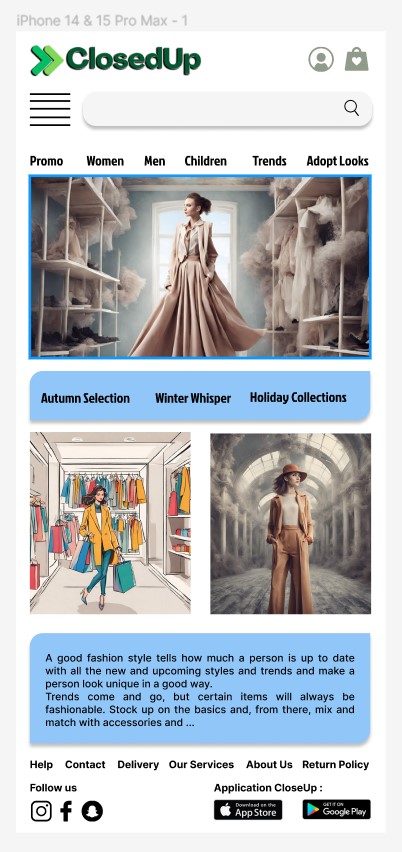 iPhone 14 & 15 Pro Max - 1
ClosedUp
Promo Women Men Children Trends Adopt Looks
Autumn Selection Winter Whisper Holiday Collections
A good fashion style tells how much a person is up to date
with all the new and upcoming styles and trends and make a
person look unique in a good way.
Trends come and go, but certain items will always be
fashionable. Stock up on the basics and, from there, mix and
match with accessories and ...
Help Contact Delivery Our Services About Us Return Policy
Follow us Application CloseUp :
Download on the GET IT ON
App Store Google Play